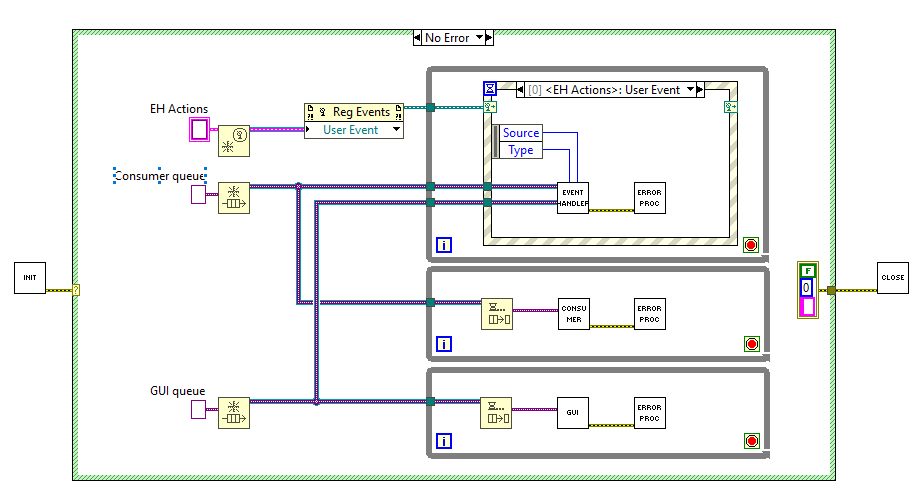 No Error
[0] <EH Actions>: User Event
EH Actions
Reg Events
User Event
Source
Type
Consumer queue
EVENT
HANDLER
ERROR
PROC
i
INIT
?
F
0
CLOSE
CONSU
MER
ERROR
PROC
i
GUI queue
GUI
ERROR
PROC
i